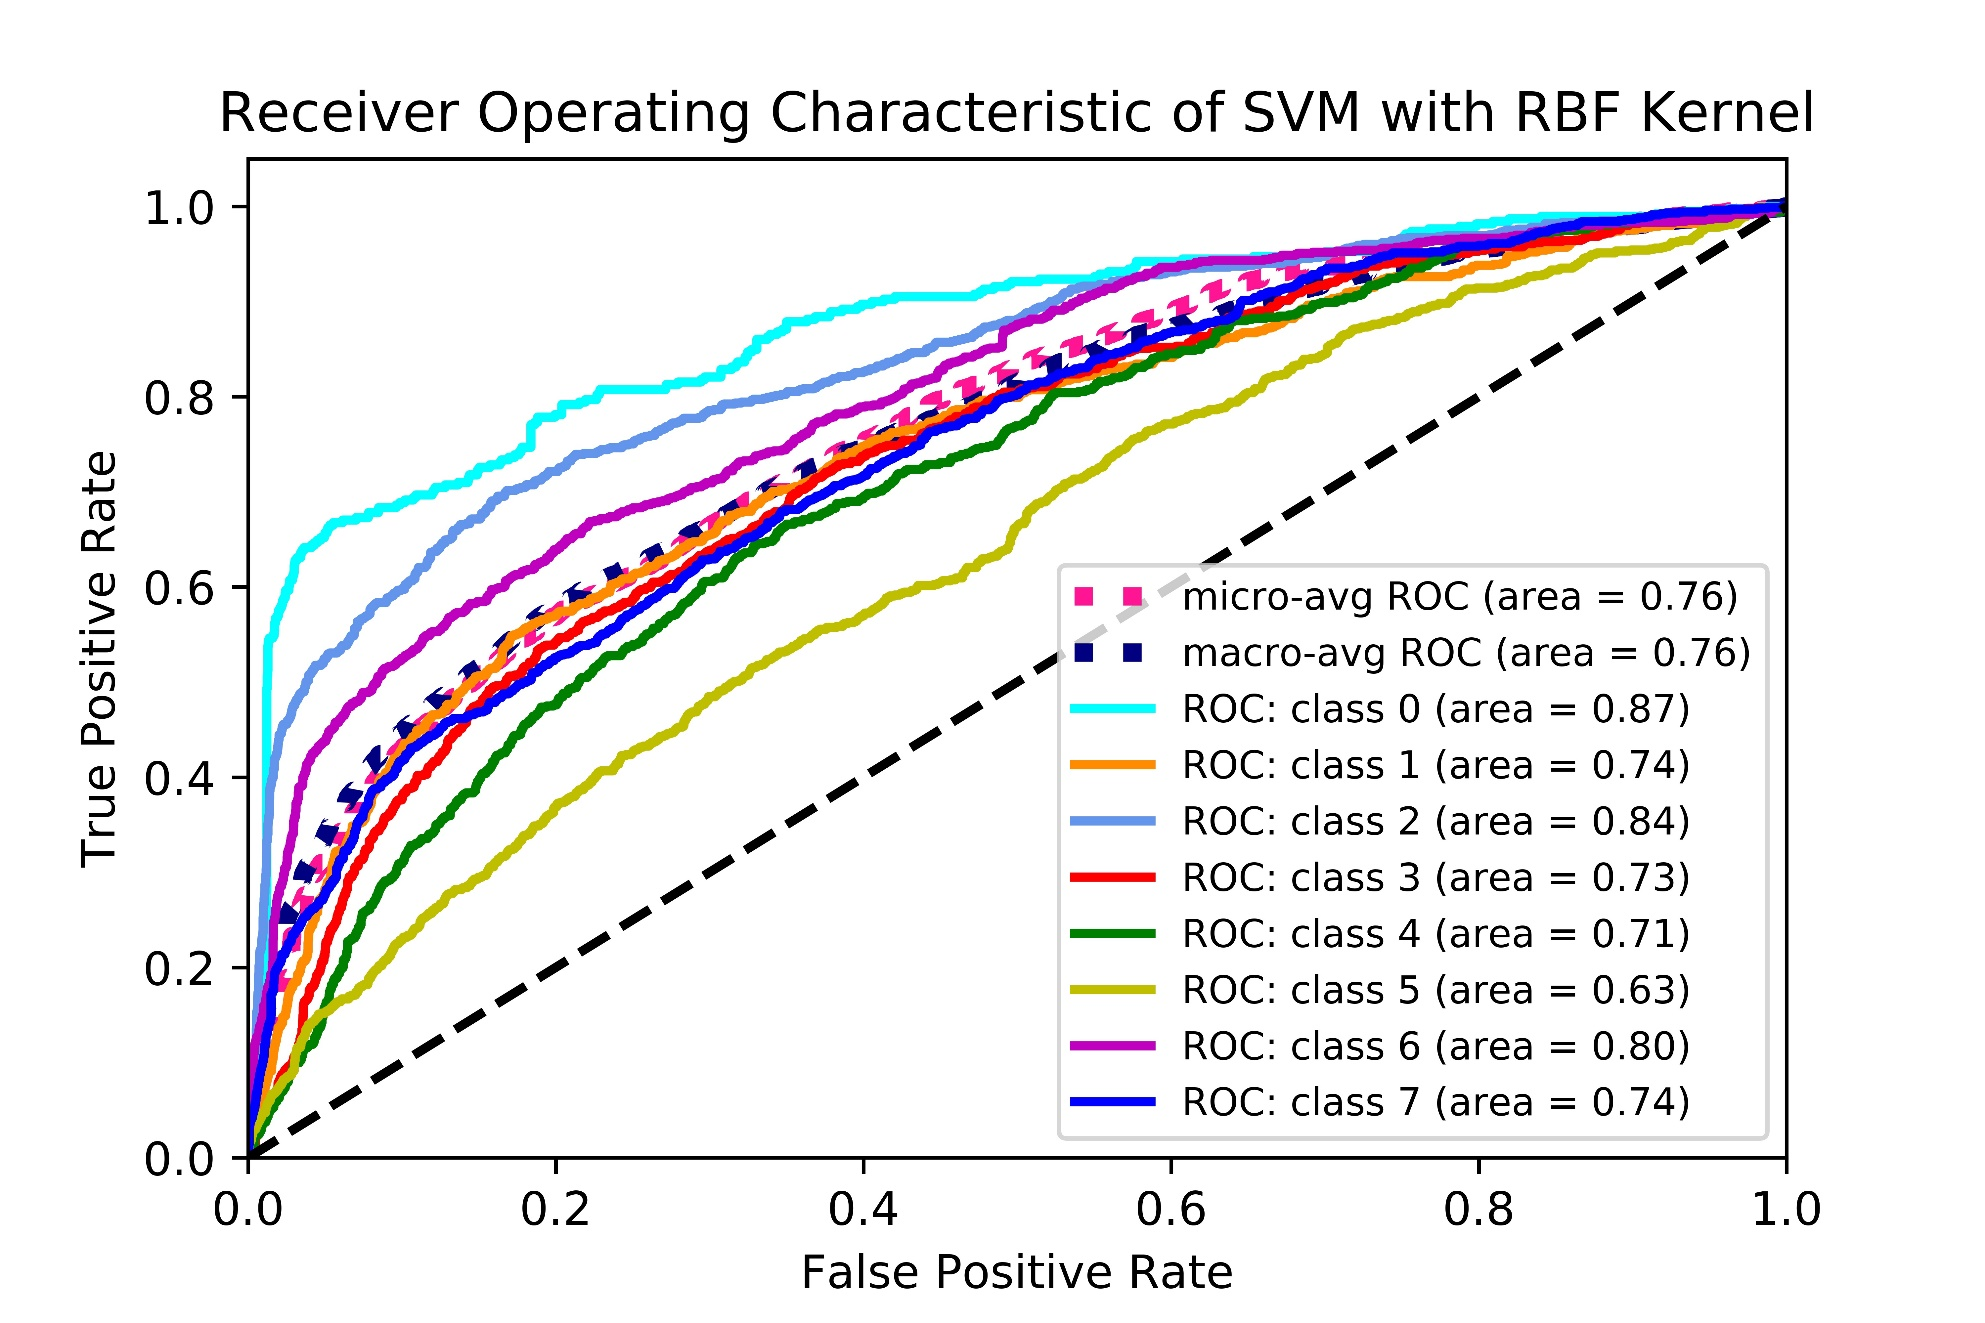 Receiver Operating Characteristic of SVM with RBF Kernel
1.0
0.8
0.6
0.4
0.2
0.0
True Positive Rate
micro-avg ROC (area = 0.76)
macro-avg ROC (area = 0.76)
ROC: class 0 (area = 0.87)
ROC: class 1 (area = 0.74)
ROC: class 2 (area = 0.84)
ROC: class 3 (area = 0.73)
ROC: class 4 (area = 0.71)
ROC: class 5 (area = 0.63)
ROC: class 6 (area = 0.80)
ROC: class 7 (area = 0.74)
0.0 0.2 0.4 0.6 0.8 1.0
False Positive Rate